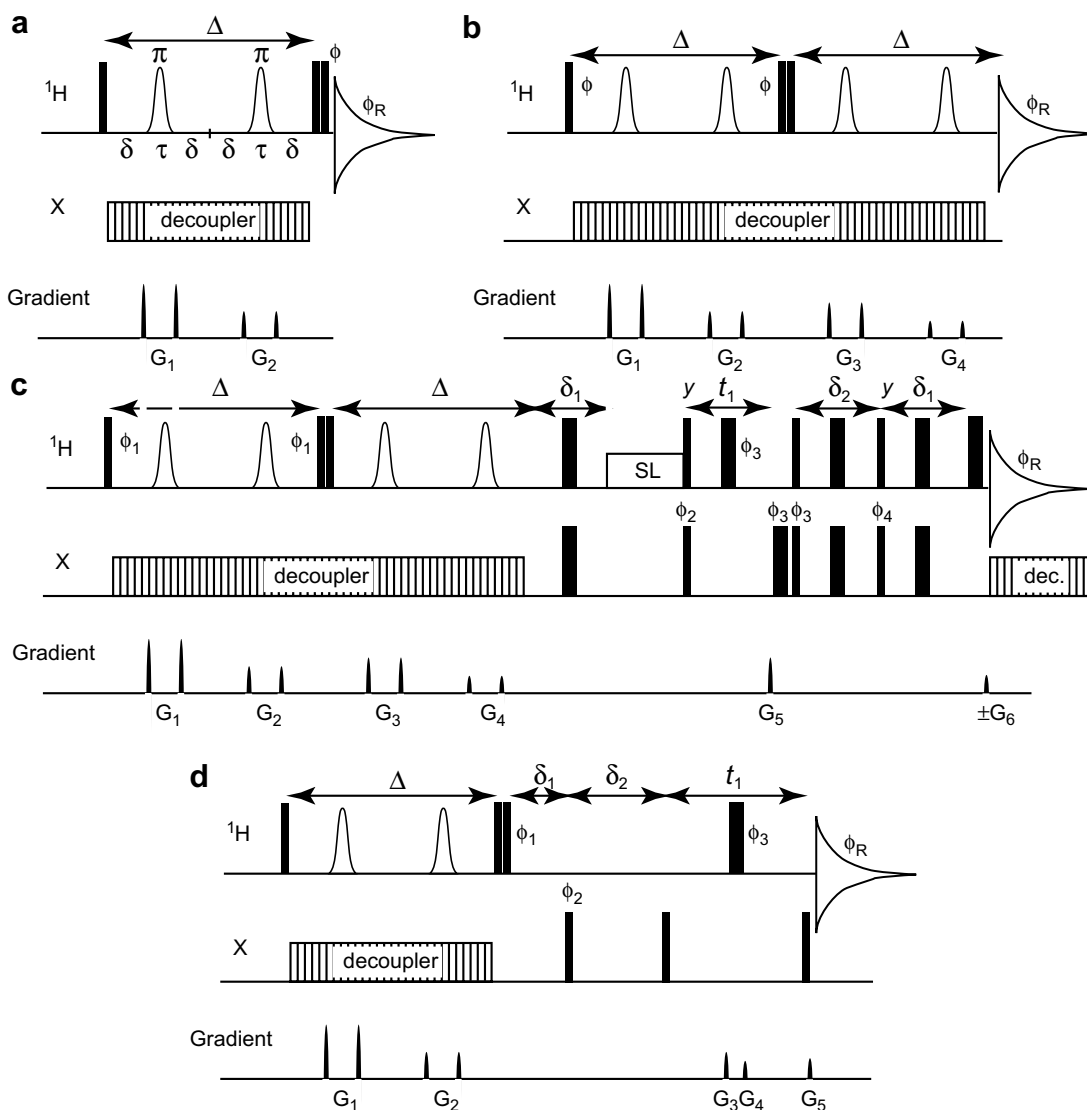 a
Δ
π π ϕ
¹H
ϕR
δ τ δ δ τ δ
X
decoupler
Gradient
G₁ G₂
b
Δ Δ
¹H
ϕ ϕ
ϕR
X
decoupler
Gradient
G₁ G₂ G₃ G₄
c
Δ Δ δ₁ y t₁ δ₂ y δ₁
¹H
ϕ₁ ϕ₁ SL ϕ₃ ϕR
ϕ₂ ϕ₃ ϕ₃ ϕ₄
X
decoupler dec.
Gradient
G₁ G₂ G₃ G₄ G₅ ±G₆
d
Δ δ₁ δ₂ t₁
¹H
ϕ₁ ϕ₃ ϕR
ϕ₂
X
decoupler
Gradient
G₁ G₂ G₃G₄ G₅